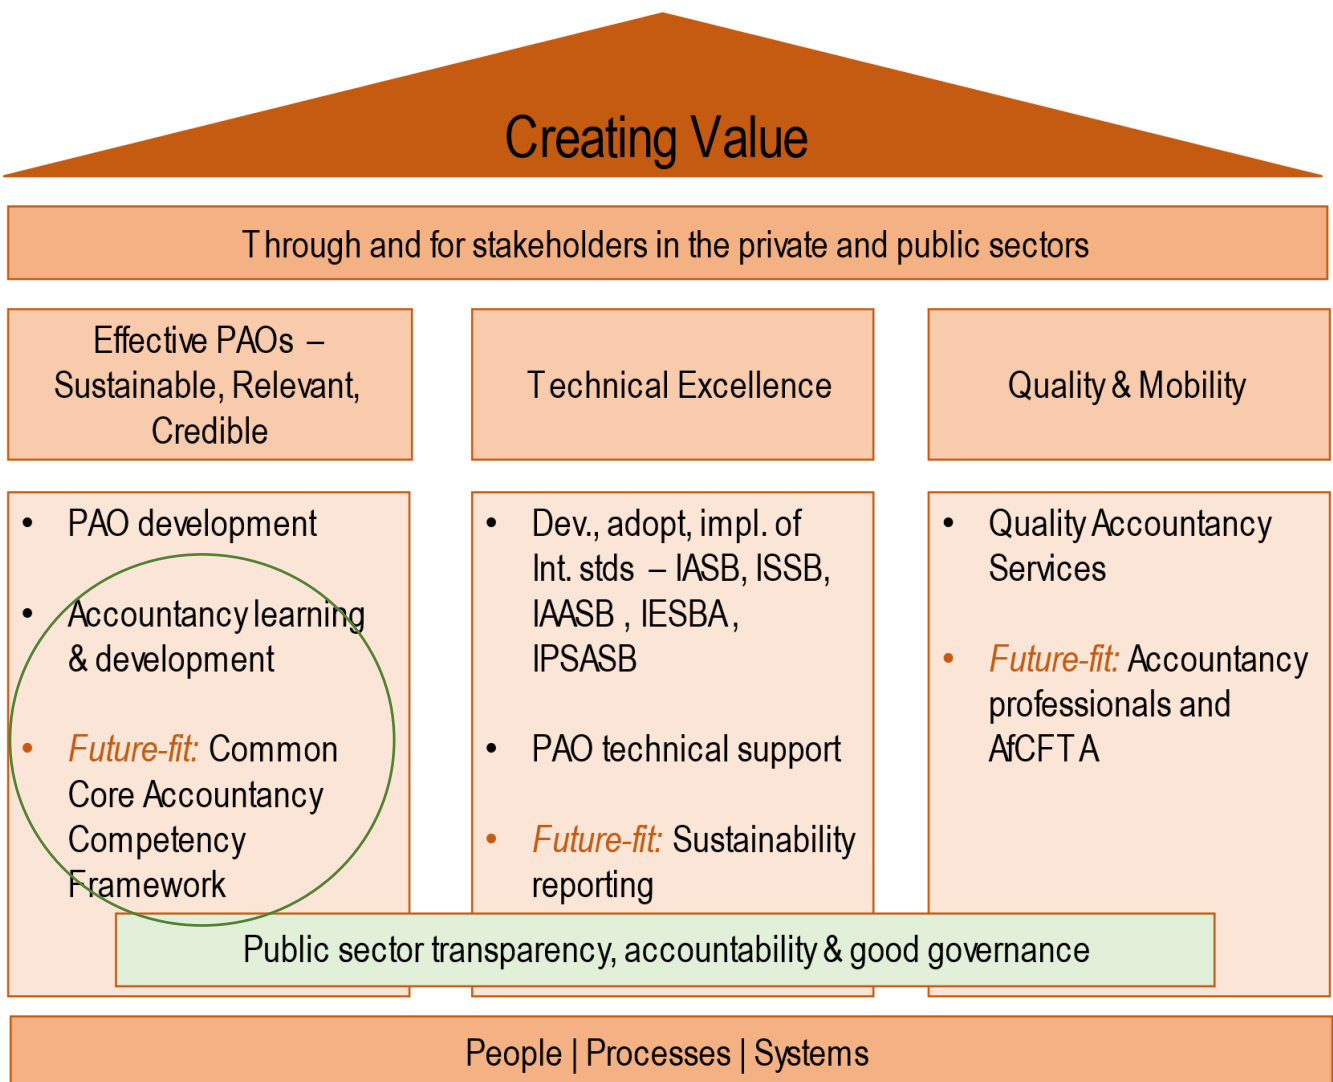 Creating Value
Through and for stakeholders in the private and public sectors
Effective PAOs –
Sustainable, Relevant,
Credible
Technical Excellence
Quality & Mobility
• PAO development
• Accountancy learning
& development
• Future-fit: Common
Core Accountancy
Competency
Framework
• Dev., adopt, impl. of
Int. stds – IASB, ISSB,
IAASB , IESBA ,
IPSASB
• PAO technical support
• Future-fit: Sustainability
reporting
• Quality Accountancy
Services
• Future-fit: Accountancy
professionals and
AfCFTA
Public sector transparency, accountability & good governance
People | Processes | Systems